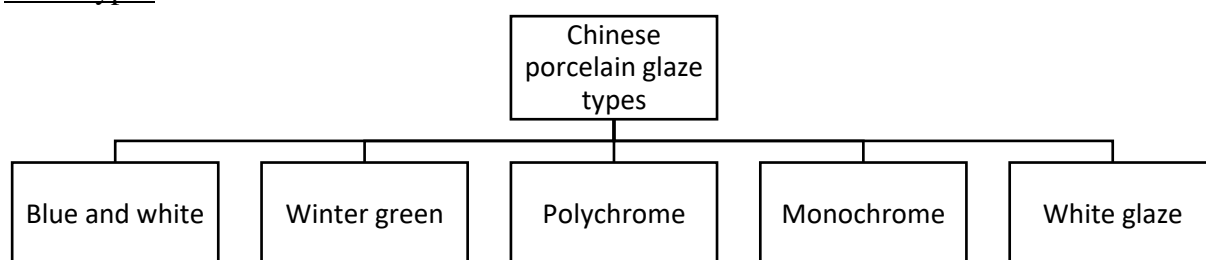 Chinese
porcelain glaze
types
Blue and white
Winter green
Polychrome
Monochrome
White glaze